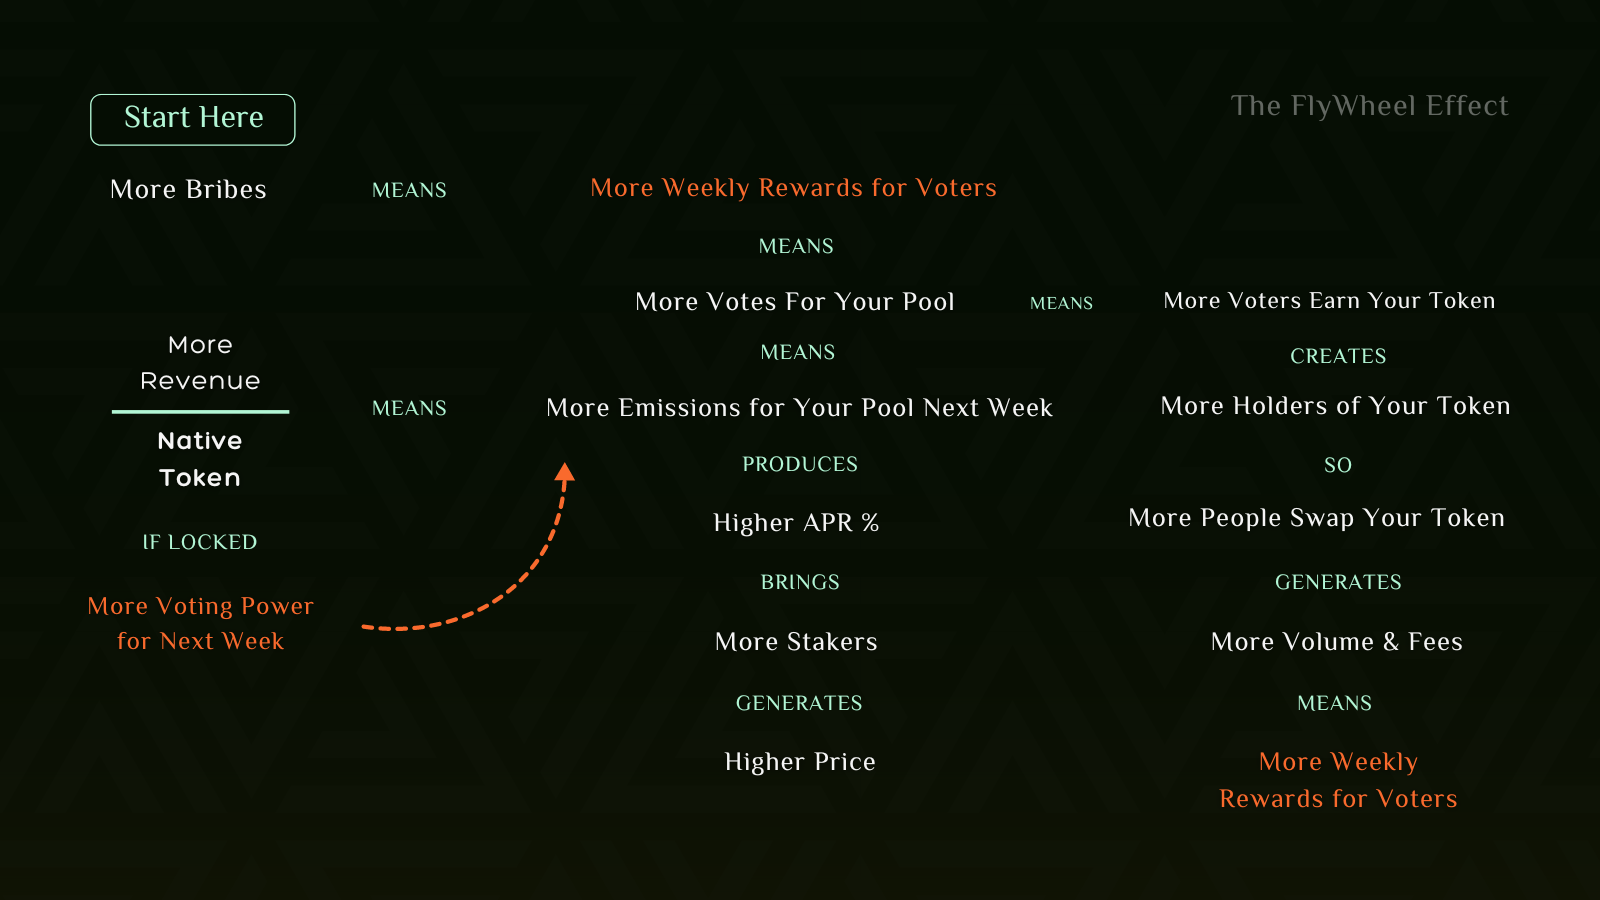 Start Here
The FlyWheel Effect
More Bribes
MEANS
More Weekly Rewards for Voters
MEANS
More Votes For Your Pool
MEANS
More Voters Earn Your Token
More
Revenue
Native
Token
MEANS
MEANS
More Emissions for Your Pool Next Week
CREATES
More Holders of Your Token
IF LOCKED
More Voting Power
for Next Week
PRODUCES
Higher APR %
BRINGS
More Stakers
GENERATES
Higher Price
SO
More People Swap Your Token
GENERATES
More Volume & Fees
MEANS
More Weekly
Rewards for Voters